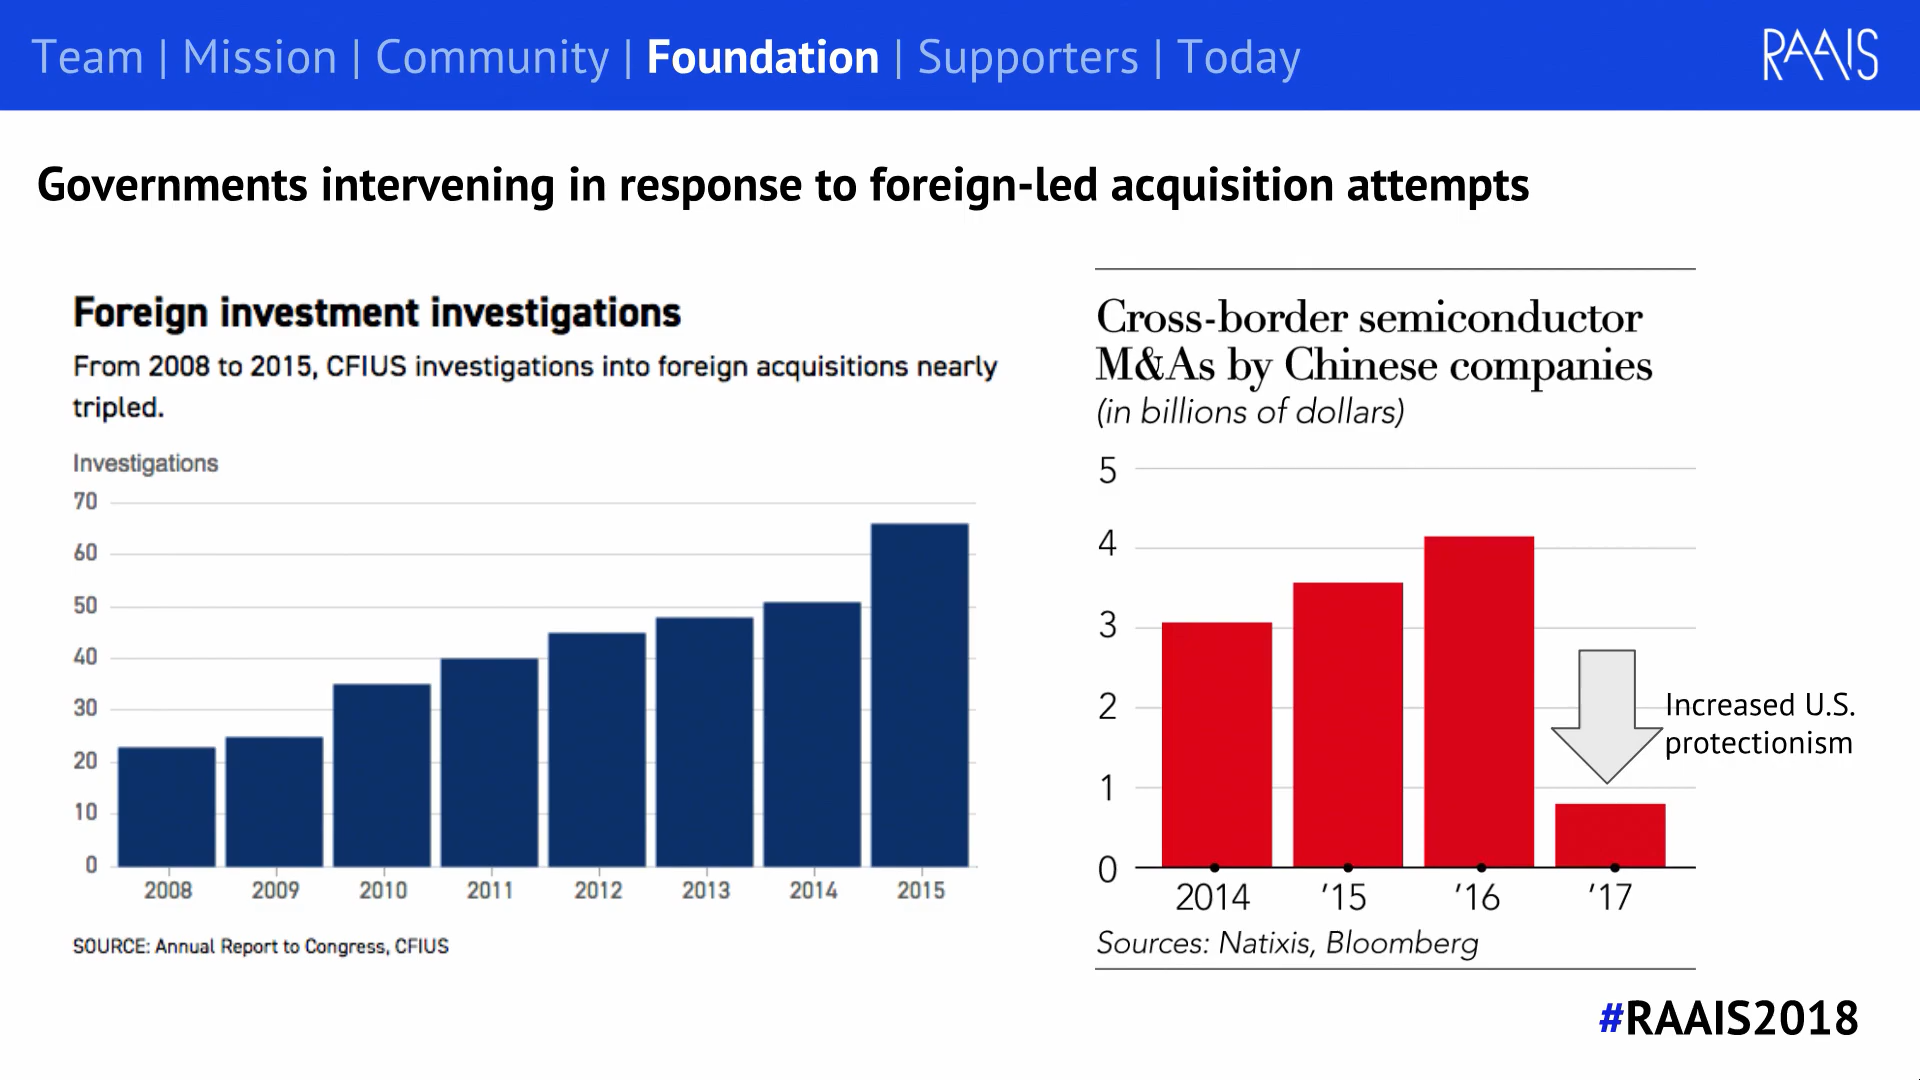 Team | Mission | Community | Foundation | Supporters | Today
RAAIS
Governments intervening in response to foreign-led acquisition attempts
Foreign investment investigations
From 2008 to 2015, CFIUS investigations into foreign acquisitions nearly
tripled.
Investigations
70
60
50
40
30
20
10
0
2008 2009 2010 2011 2012 2013 2014 2015
SOURCE: Annual Report to Congress, CFIUS
Cross-border semiconductor
M&As by Chinese companies
(in billions of dollars)
5
4
3
2
1
0
Increased U.S.
protectionism
2014 ’15 ’16 ’17
Sources: Natixis, Bloomberg
#RAAIS2018